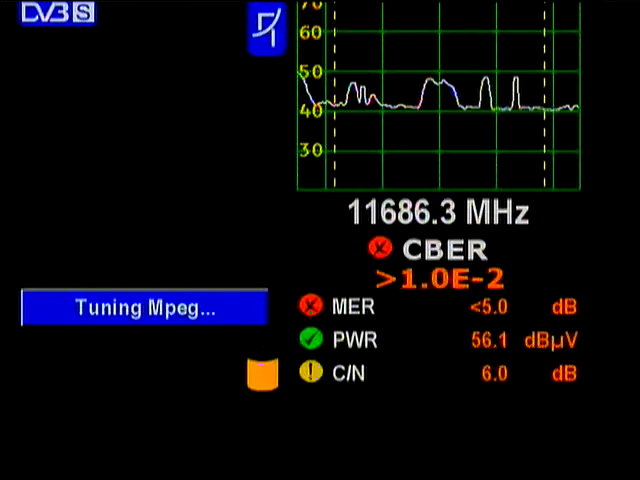 DVB S
70
60
50
40
30
11686.3 MHz
CBER
>1.0E-2
Tuning Mpeg...
MER <5.0 dB
PWR 56.1 dBµV
C/N 6.0 dB